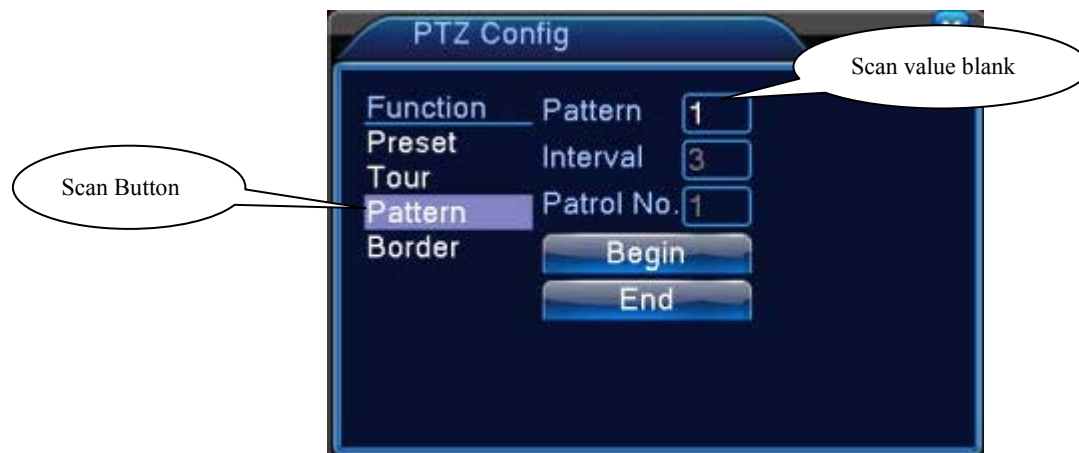 PTZ Config
Scan value blank
Function
Pattern 1
Preset
Interval 3
Tour
Scan Button
Pattern
Patrol No. 1
Border
Begin
End